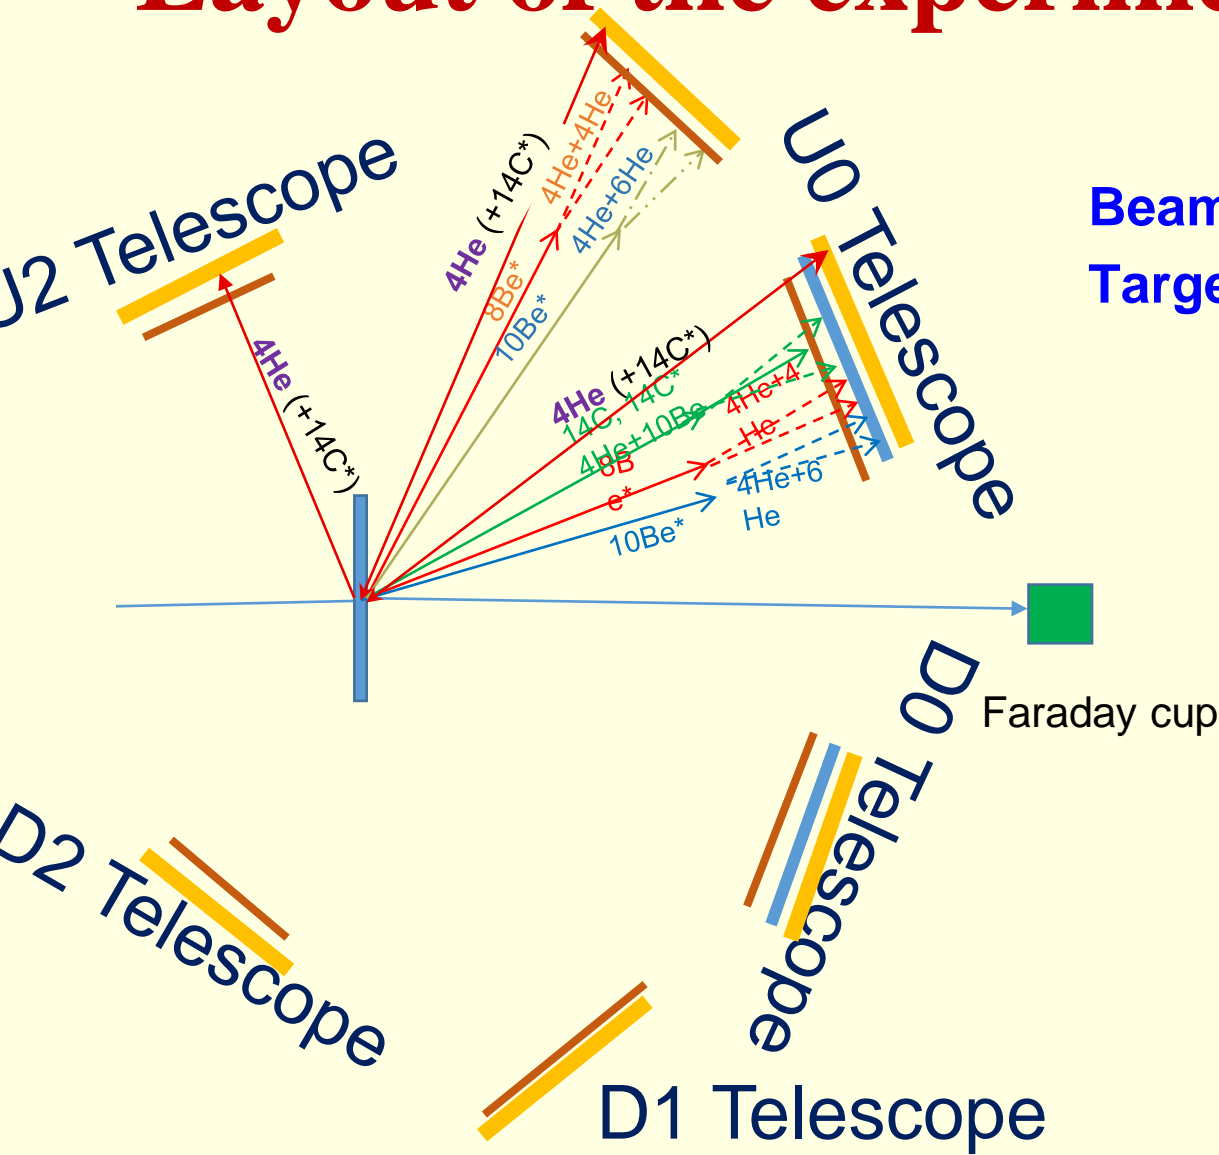 Layout of the experime
U2 Telescope
U0 Telescope
Beam
Targe
4He (+14C*)
4He (+14C*)
8Be*
4He+4He
10Be*
4He+6He
4He (+14C*)
14C, 14C*
4He+10Be
4He+4
He
8B
e*
4He+6
He
10Be*
Faraday cup
D0 Telescope
D2 Telescope
D1 Telescope